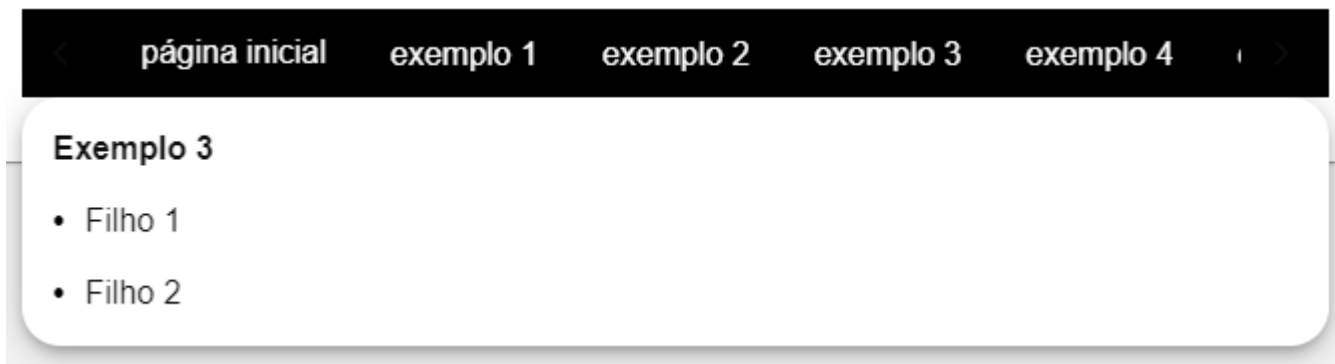 página inicial exemplo 1 exemplo 2 exemplo 3 exemplo 4
Exemplo 3
• Filho 1
• Filho 2